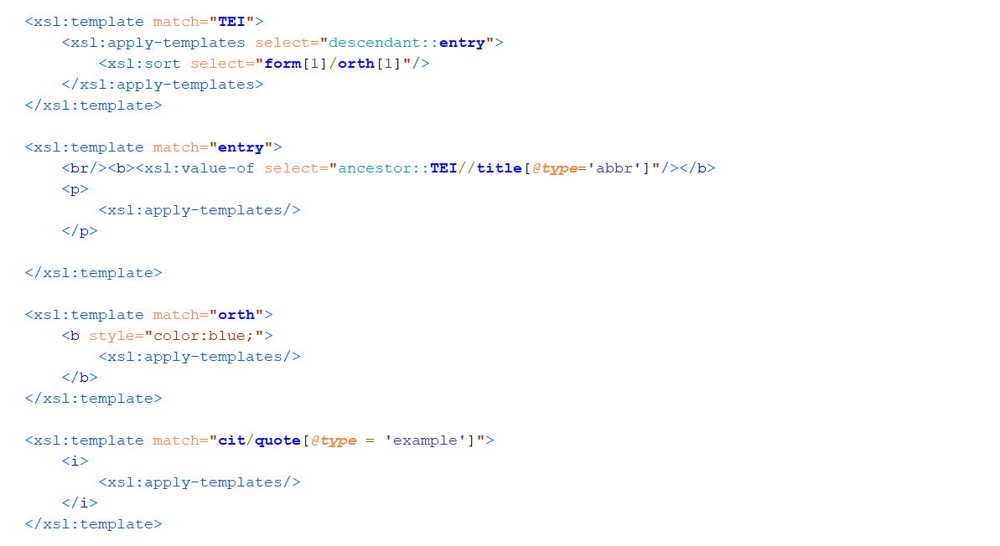 <xsl:template match="TEI">
    <xsl:apply-templates select="descendant::entry">
        <xsl:sort select="form[1]/orth[1]"/>
    </xsl:apply-templates>
</xsl:template>

<xsl:template match="entry">
    <br/><b><xsl:value-of select="ancestor::TEI//title[@type='abbr']"/></b>
    <p>
        <xsl:apply-templates/>
    </p>

</xsl:template>

<xsl:template match="orth">
    <b style="color:blue;">
        <xsl:apply-templates/>
    </b>
</xsl:template>

<xsl:template match="cit/quote[@type = 'example']">
    <i>
        <xsl:apply-templates/>
    </i>
</xsl:template>